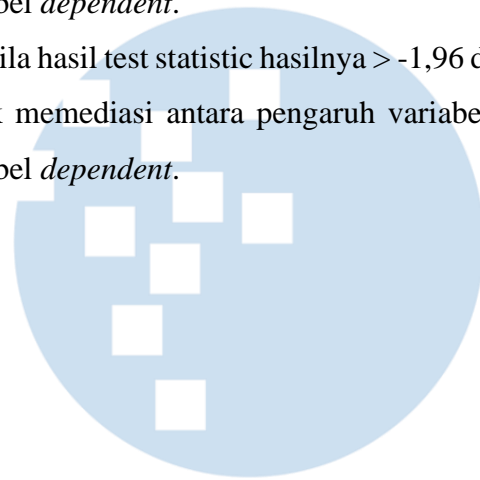 bel dependent.
ila hasil test statistic hasilnya > -1,96 d
k memediasi antara pengaruh variabe
bel dependent.